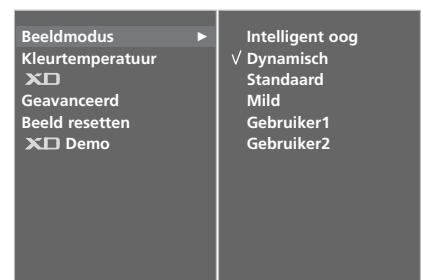 Beeldmodus ►
Kleurtemperatuur
XD
Geavanceerd
Beeld resetten
XD Demo
Intelligent oog
√ Dynamisch
Standaard
Mild
Gebruiker1
Gebruiker2